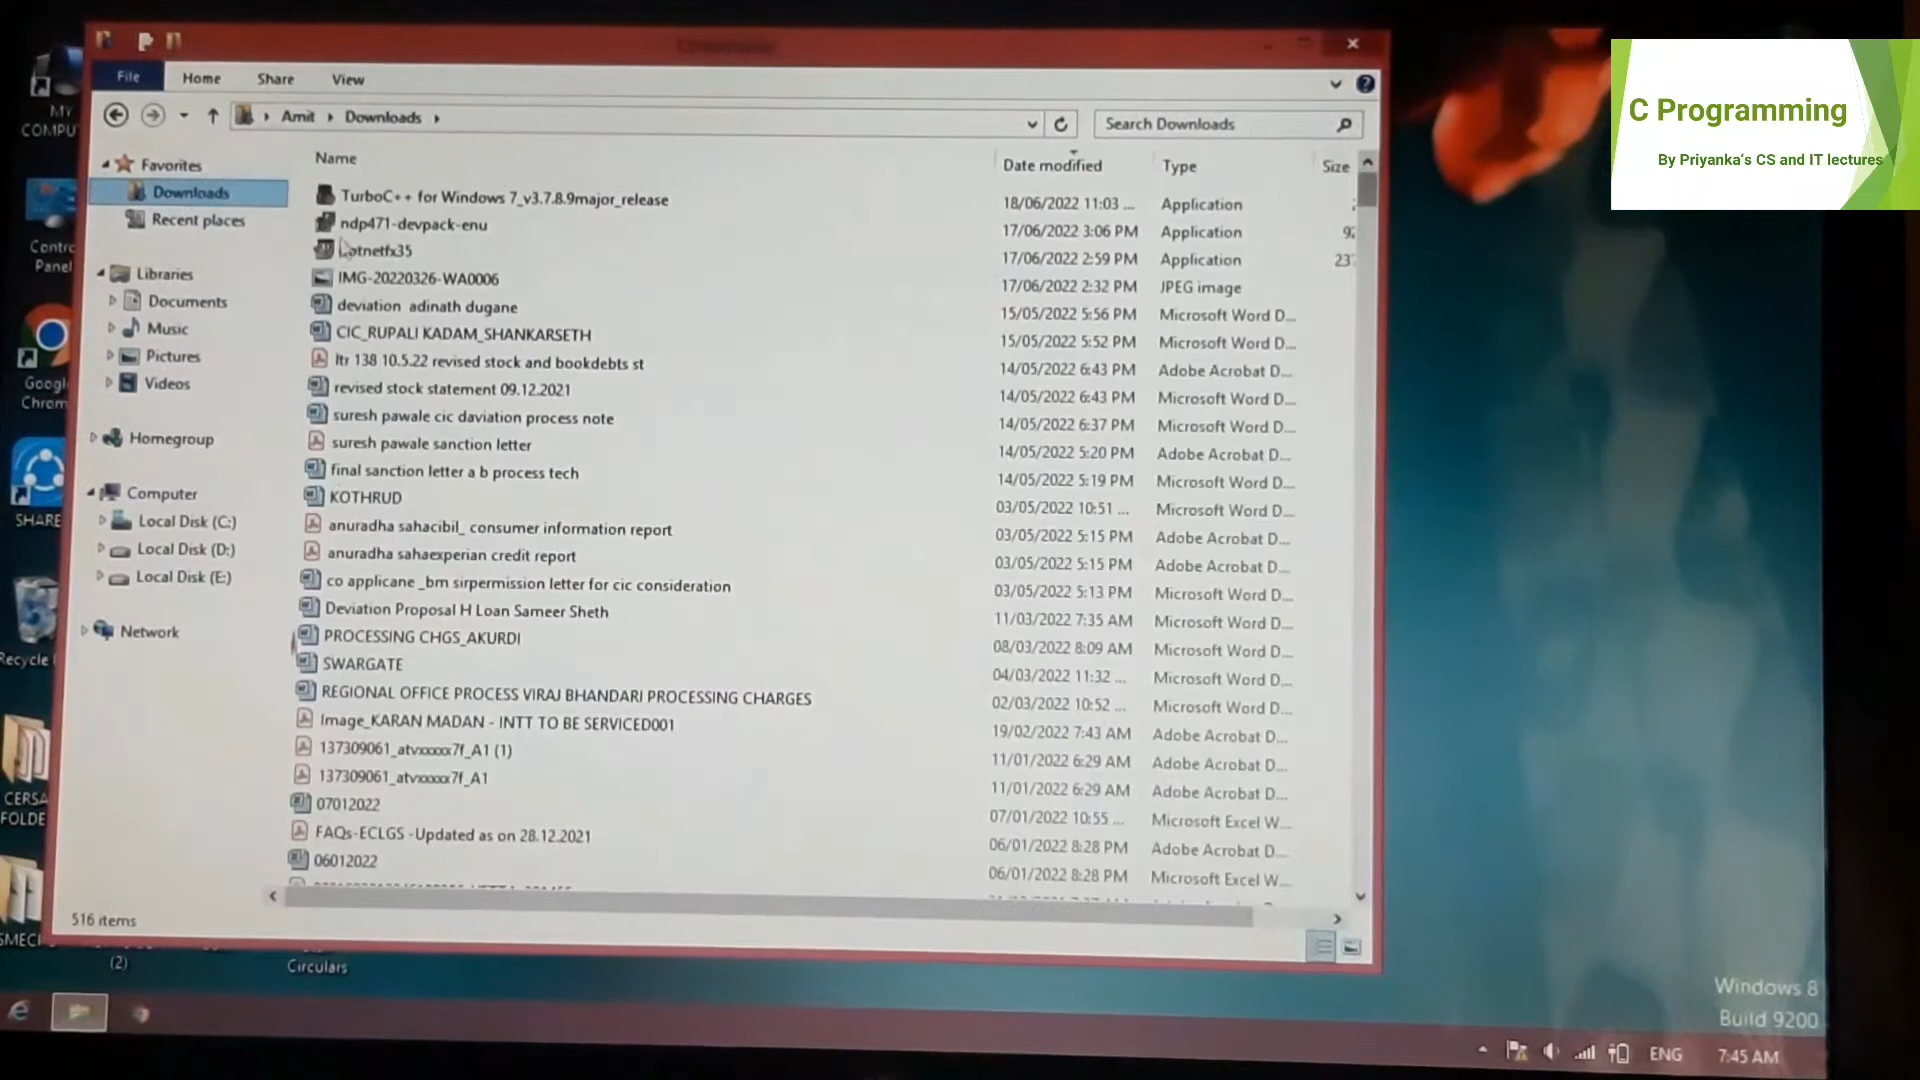 File
Home
Share
View
Amit
Downloads
Search Downloads
Favorites
Downloads
Recent places
Libraries
Documents
Music
Pictures
Videos
Homegroup
Computer
Local Disk (C:)
Local Disk (D:)
Local Disk (E:)
Network
Name Date modified Type Size
TurboC++ for Windows 7_v3.7.8.9major_release 18/06/2022 11:03 ... Application
ndp471-devpack-enu 17/06/2022 3:06 PM Application
dotnetfx35 17/06/2022 2:59 PM Application
IMG-20220326-WA0006 17/06/2022 2:32 PM JPEG image
deviation adinath dugane 15/05/2022 5:56 PM Microsoft Word D...
CIC_RUPALI KADAM_SHANKARSETH 15/05/2022 5:52 PM Microsoft Word D...
ltr 138 10.5.22 revised stock and bookdebts st 14/05/2022 6:43 PM Adobe Acrobat D...
revised stock statement 09.12.2021 14/05/2022 6:43 PM Microsoft Word D...
suresh pawale cic daviation process note 14/05/2022 6:37 PM Microsoft Word D...
suresh pawale sanction letter 14/05/2022 5:20 PM Adobe Acrobat D...
final sanction letter a b process tech 14/05/2022 5:19 PM Microsoft Word D...
KOTHRUD 03/05/2022 10:51 ... Microsoft Word D...
anuradha sahacibil_ consumer information report 03/05/2022 5:15 PM Adobe Acrobat D...
anuradha sahaexperian credit report 03/05/2022 5:15 PM Adobe Acrobat D...
co applicane _bm sirpermission letter for cic consideration 03/05/2022 5:13 PM Microsoft Word D...
Deviation Proposal H Loan Sameer Sheth 11/03/2022 7:35 AM Microsoft Word D...
PROCESSING CHGS_AKURDI 08/03/2022 8:09 AM Microsoft Word D...
SWARGATE 04/03/2022 11:32 ... Microsoft Word D...
REGIONAL OFFICE PROCESS VIRAJ BHANDARI PROCESSING CHARGES 02/03/2022 10:52 ... Microsoft Word D...
Image_KARAN MADAN - INTT TO BE SERVICED001 19/02/2022 7:43 AM Adobe Acrobat D...
137309061_atvxxxxx7f_A1 (1) 11/01/2022 6:29 AM Adobe Acrobat D...
137309061_atvxxxxx7f_A1 11/01/2022 6:29 AM Adobe Acrobat D...
07012022 07/01/2022 10:55 ... Microsoft Excel W...
FAQs-ECLGS -Updated as on 28.12.2021 06/01/2022 8:28 PM Adobe Acrobat D...
06012022 06/01/2022 8:28 PM Microsoft Excel W...
516 items
MY
COMPU
Contro
Panel
Google
Chrom
SHARE
Recycle
CERSA
FOLDE
SMECI
(2)
Circulars
C Programming
By Priyanka's CS and IT lectures
Windows 8
Build 9200
ENG
7:45 AM